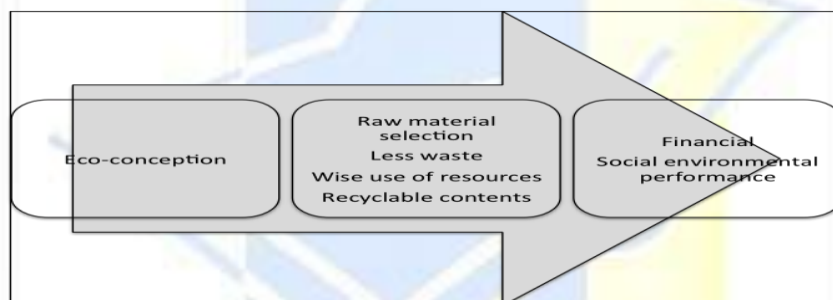 Eco-conception
Raw material
selection
Less waste
Wise use of resources
Recyclable contents
Financial
Social environmental
performance